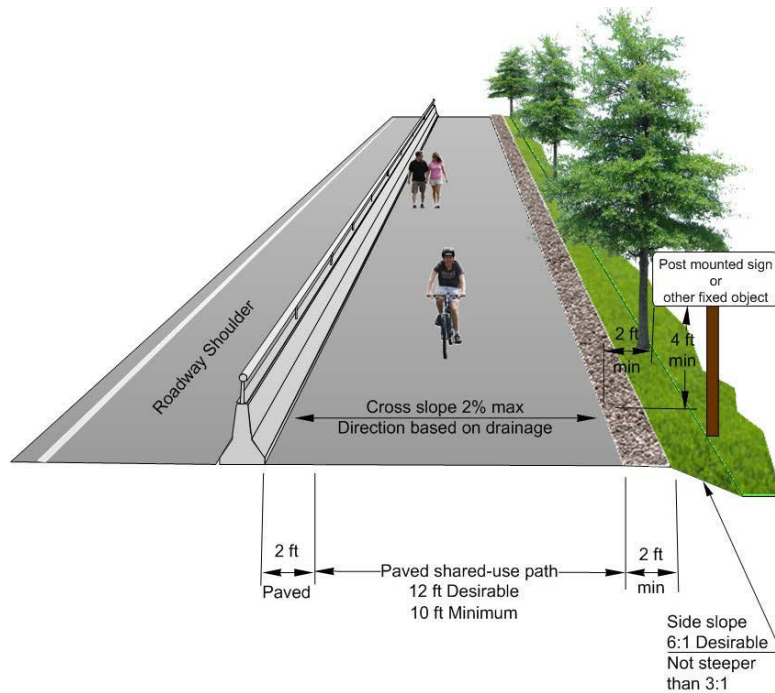 Post mounted sign
or
other fixed object
2 ft
min
4 ft
min
Roadway Shoulder
Cross slope 2% max
Direction based on drainage
2 ft
Paved
Paved shared-use path
12 ft Desirable
10 ft Minimum
2 ft
min
Side slope
6:1 Desirable
Not steeper
than 3:1